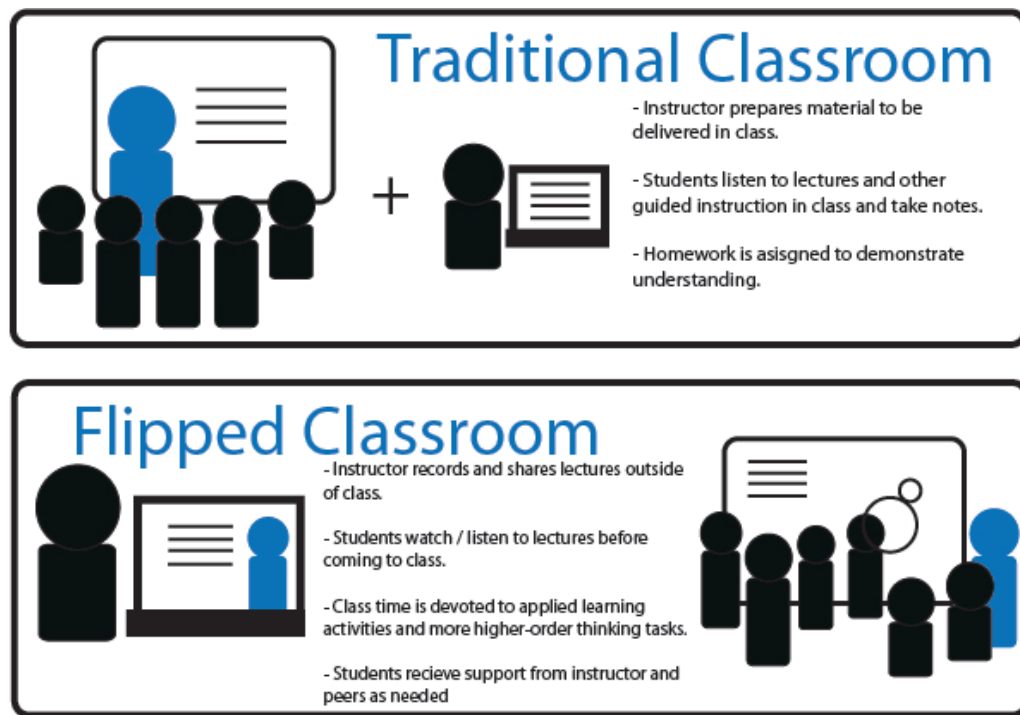 Traditional Classroom
- Instructor prepares material to be
delivered in class.
- Students listen to lectures and other
guided instruction in class and take notes.
- Homework is asisgned to demonstrate
understanding.
Flipped Classroom
- Instructor records and shares lectures outside
of class.
- Students watch / listen to lectures before
coming to class.
- Class time is devoted to applied learning
activities and more higher-order thinking tasks.
- Students recieve support from instructor and
peers as needed